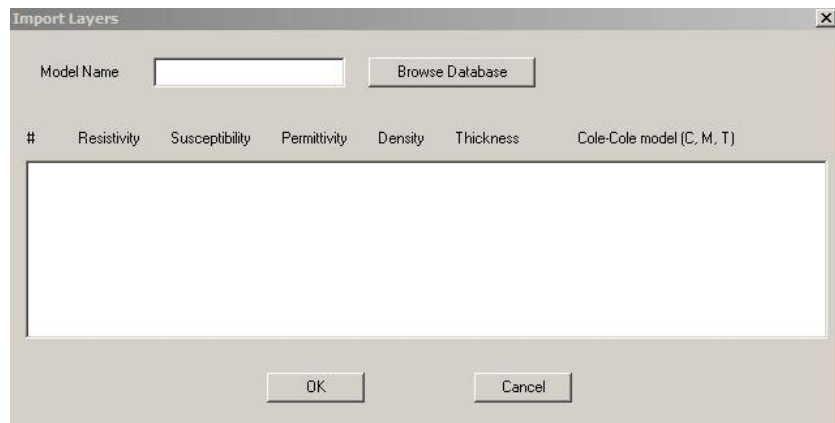 Import Layers
Model Name Browse Database
# Resistivity Susceptibility Permittivity Density Thickness Cole-Cole model (C, M, T)
OK Cancel